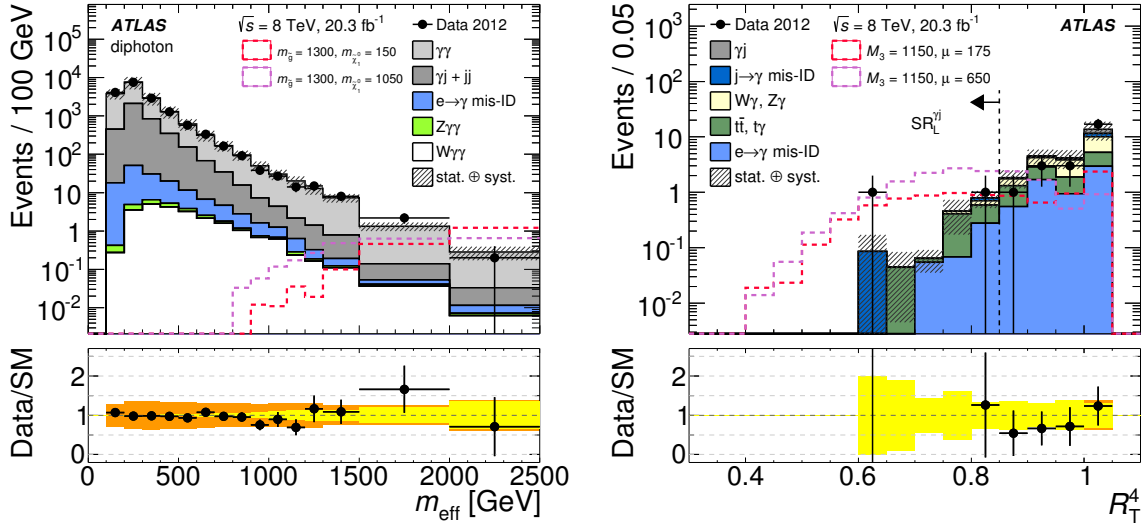 ATLAS
√s = 8 TeV, 20.3 fb⁻¹
diphoton
Data 2012
m_g̃ = 1300, m_χ̃⁰₁ = 150
m_g̃ = 1300, m_χ̃⁰₁ = 1050
γγ
γj + jj
e→γ mis-ID
Zγγ
Wγγ
stat. ⊕ syst.
Events / 100 GeV
10⁵
10⁴
10³
10²
10
1
10⁻¹
10⁻²
Data/SM
2
1
0
0 500 1000 1500 2000 2500
m_eff [GeV]
√s = 8 TeV, 20.3 fb⁻¹
ATLAS
Data 2012
γj
j→γ mis-ID
Wγ, Zγ
tt̄, tγ
e→γ mis-ID
stat. ⊕ syst.
M₃ = 1150, μ = 175
M₃ = 1150, μ = 650
SR_L^γj
Events / 0.05
10³
10²
10
1
10⁻¹
10⁻²
Data/SM
2
1
0
0.4 0.6 0.8 1
R_T^4